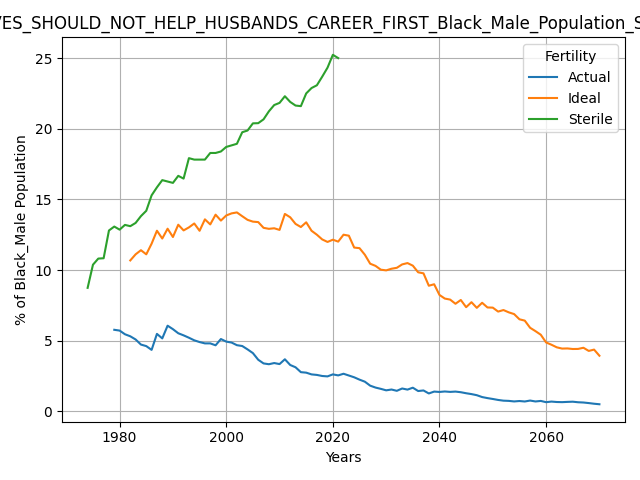 VES_SHOULD_NOT_HELP_HUSBANDS_CAREER_FIRST_Black_Male_Population_S
Fertility
Actual
Ideal
Sterile
% of Black_Male Population
25
20
15
10
5
0
1980 2000 2020 2040 2060
Years